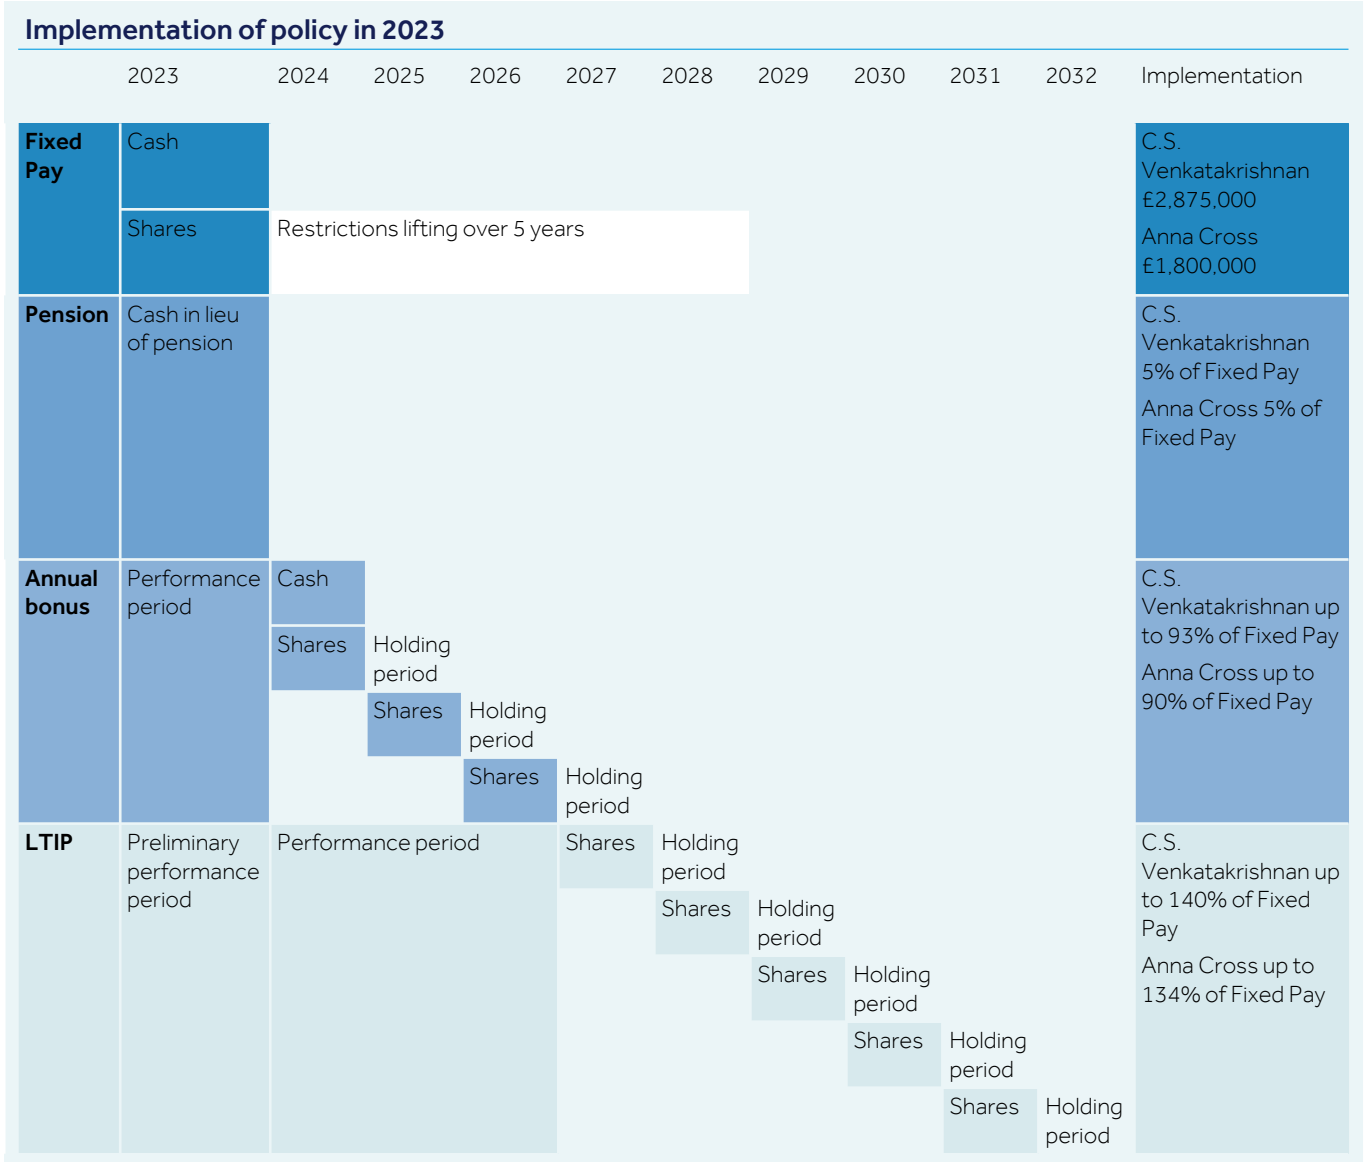 Implementation of policy in 2023
2023 2024 2025 2026 2027 2028 2029 2030 2031 2032 Implementation
Fixed
Pay
Cash
Shares
Restrictions lifting over 5 years
C.S.
Venkatakrishnan
£2,875,000
Anna Cross
£1,800,000
Pension
Cash in lieu
of pension
C.S.
Venkatakrishnan
5% of Fixed Pay
Anna Cross 5% of
Fixed Pay
Annual
bonus
Performance
period
Cash
Shares
Holding
period
Shares
Holding
period
Shares
Holding
period
C.S.
Venkatakrishnan up
to 93% of Fixed Pay
Anna Cross up to
90% of Fixed Pay
LTIP
Preliminary
performance
period
Performance period
Shares
Holding
period
Shares
Holding
period
Shares
Holding
period
Shares
Holding
period
Shares
Holding
period
C.S.
Venkatakrishnan up
to 140% of Fixed
Pay
Anna Cross up to
134% of Fixed Pay